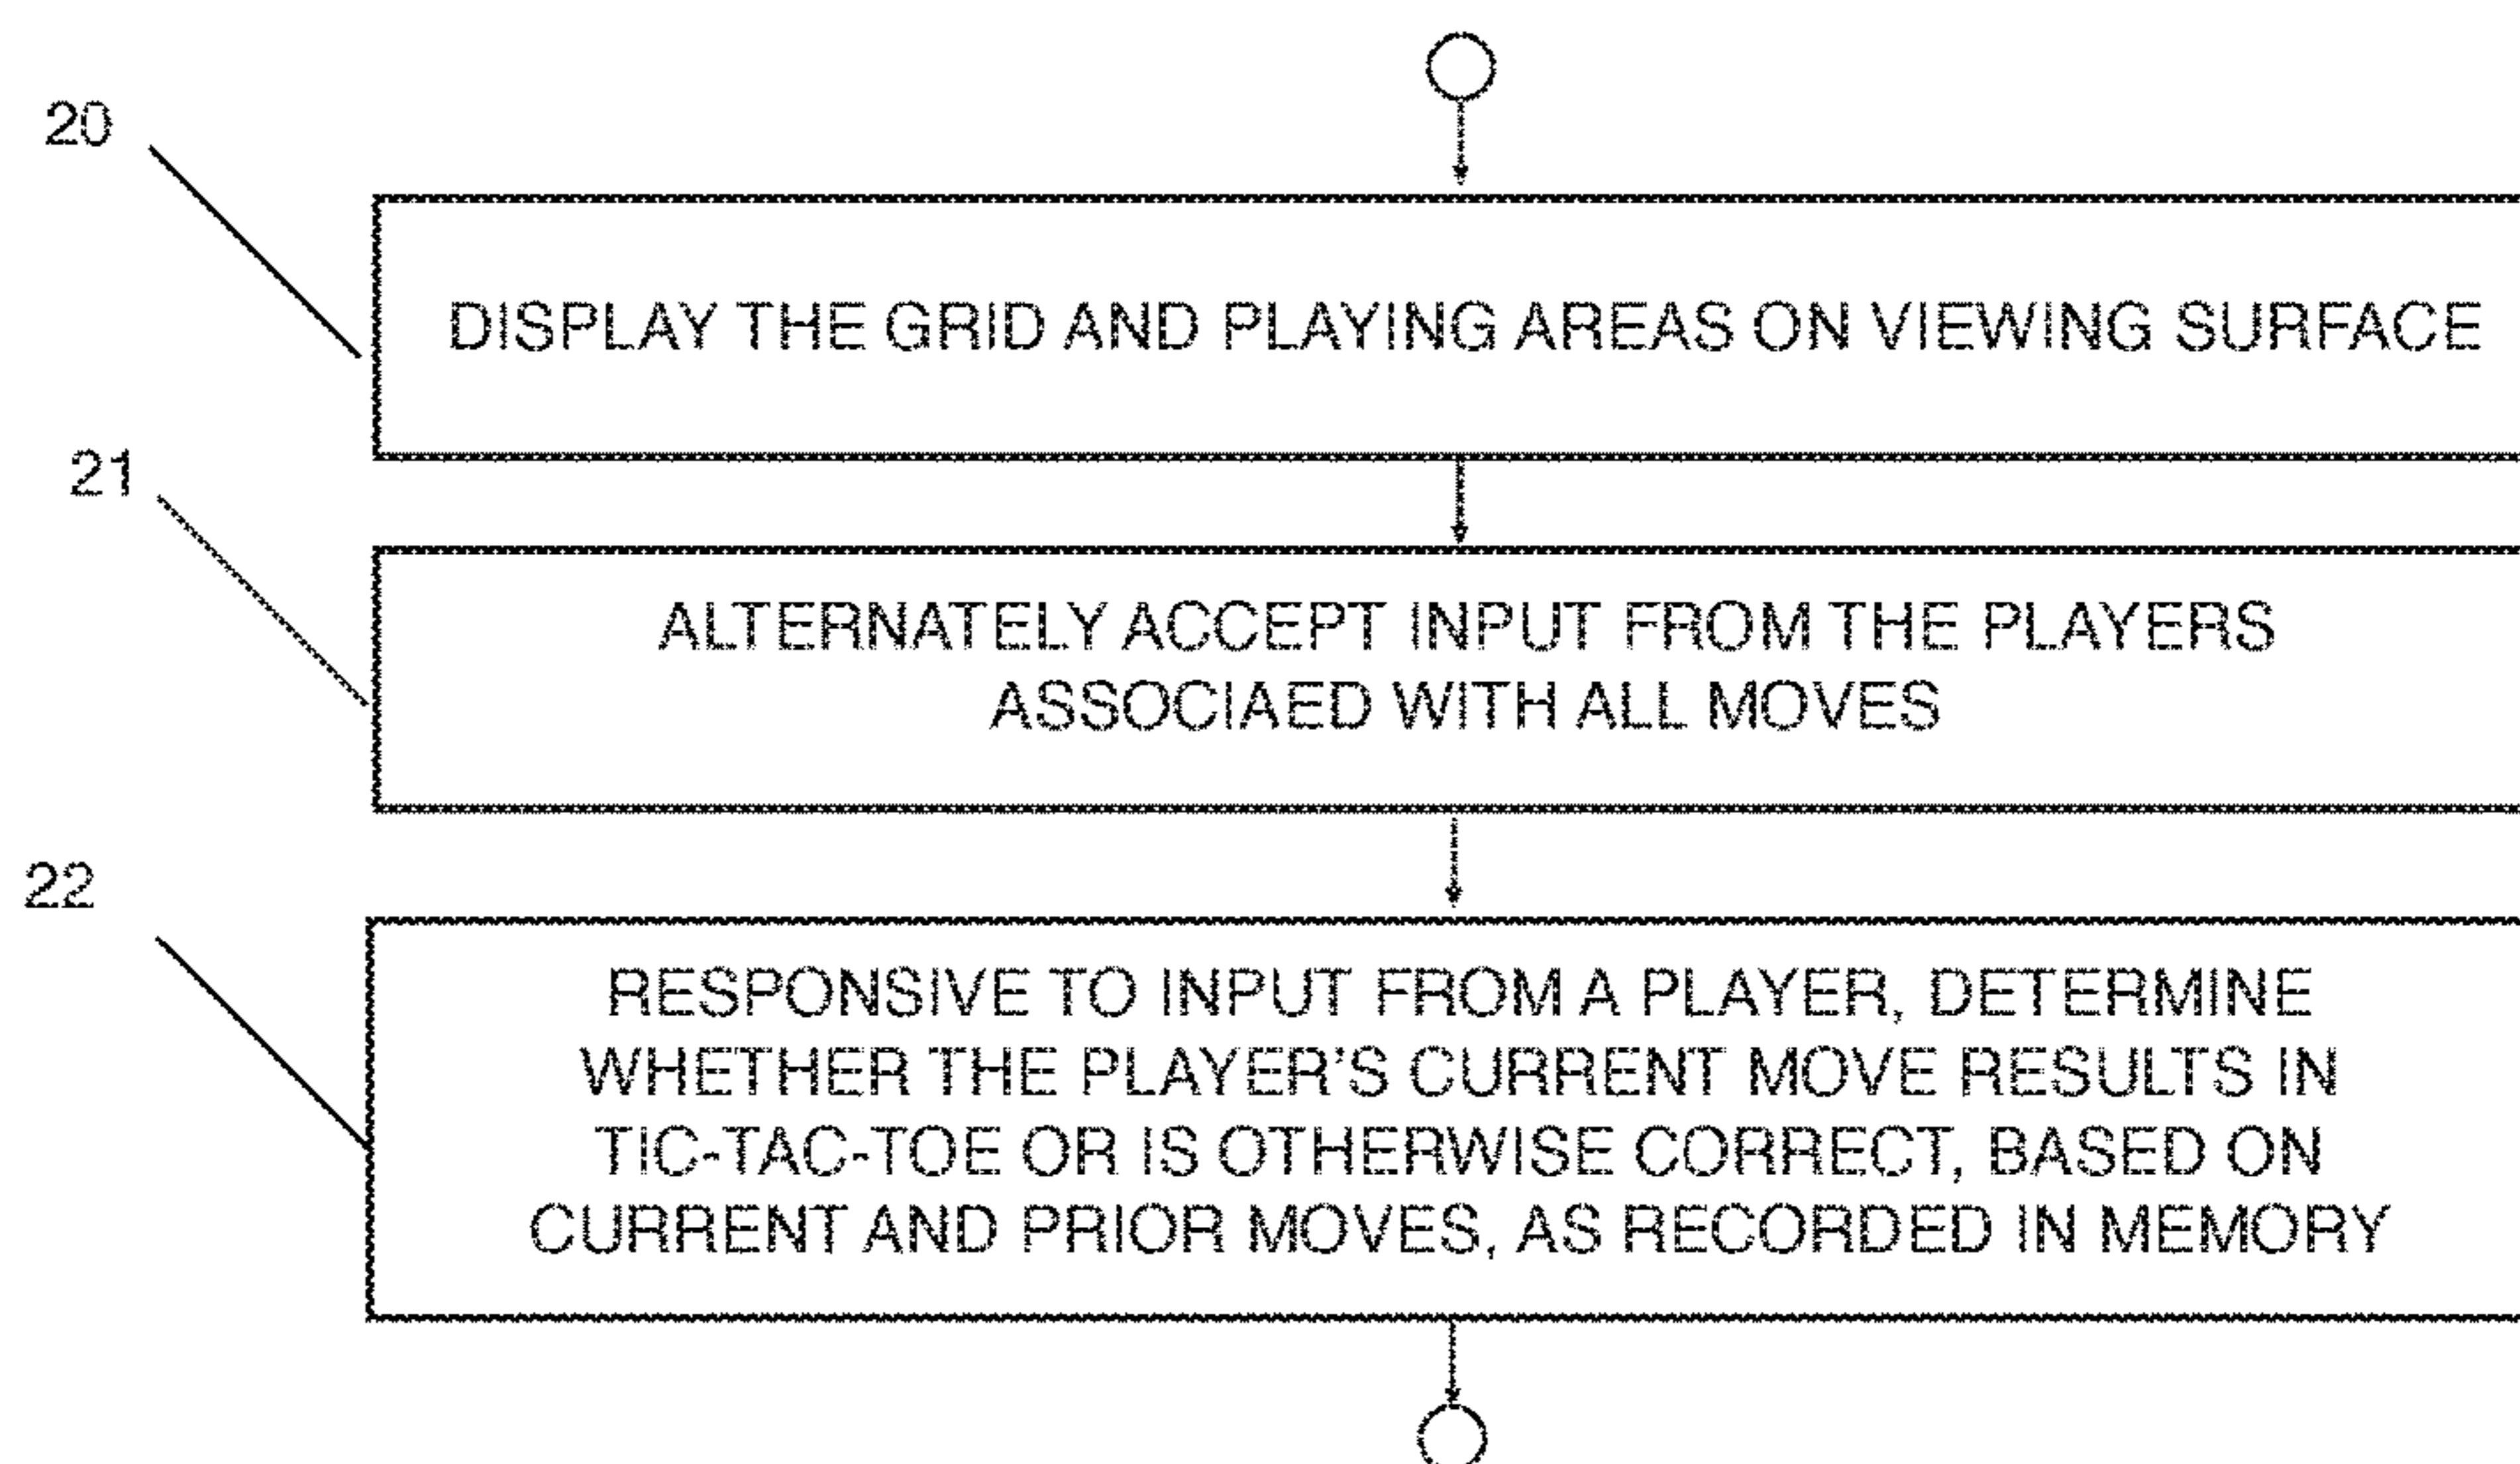 20
DISPLAY THE GRID AND PLAYING AREAS ON VIEWING SURFACE
21
ALTERNATELY ACCEPT INPUT FROM THE PLAYERS
ASSOCIAED WITH ALL MOVES
22
RESPONSIVE TO INPUT FROM A PLAYER, DETERMINE
WHETHER THE PLAYER'S CURRENT MOVE RESULTS IN
TIC-TAC-TOE OR IS OTHERWISE CORRECT, BASED ON
CURRENT AND PRIOR MOVES, AS RECORDED IN MEMORY